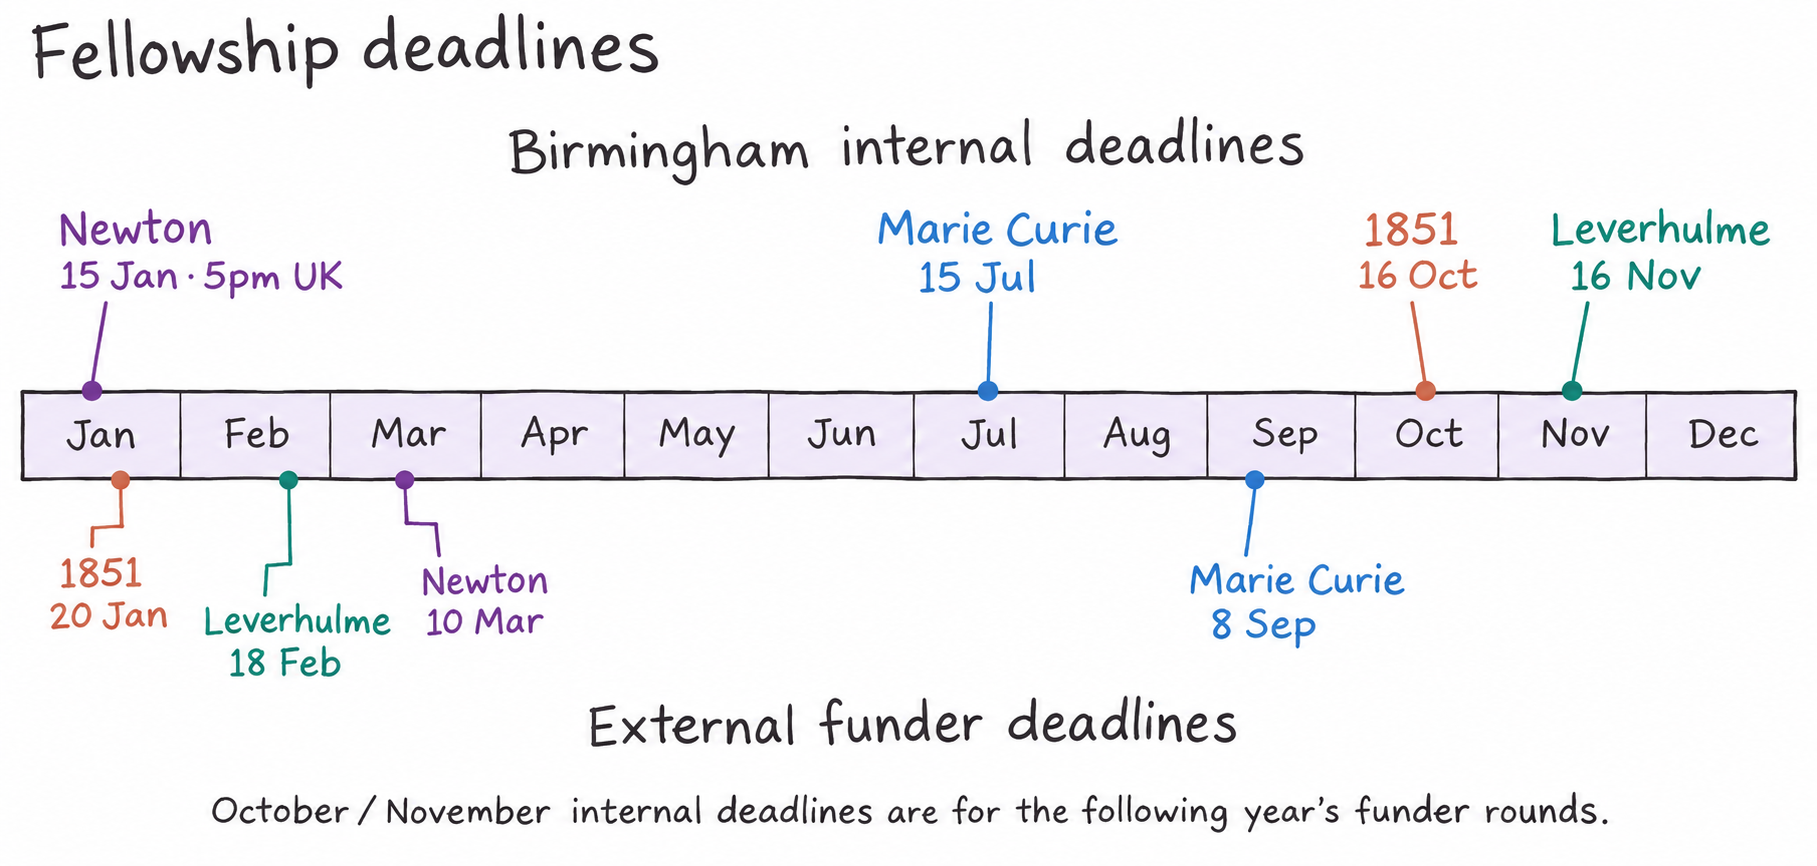 Fellowship deadlines
Birmingham internal deadlines
Newton
15 Jan · 5pm UK
Marie Curie
15 Jul
1851
16 Oct
Leverhulme
16 Nov
Jan
Feb
Mar
Apr
May
Jun
Jul
Aug
Sep
Oct
Nov
Dec
1851
20 Jan
Leverhulme
18 Feb
Newton
10 Mar
Marie Curie
8 Sep
External funder deadlines
October / November internal deadlines are for the following year's funder rounds.